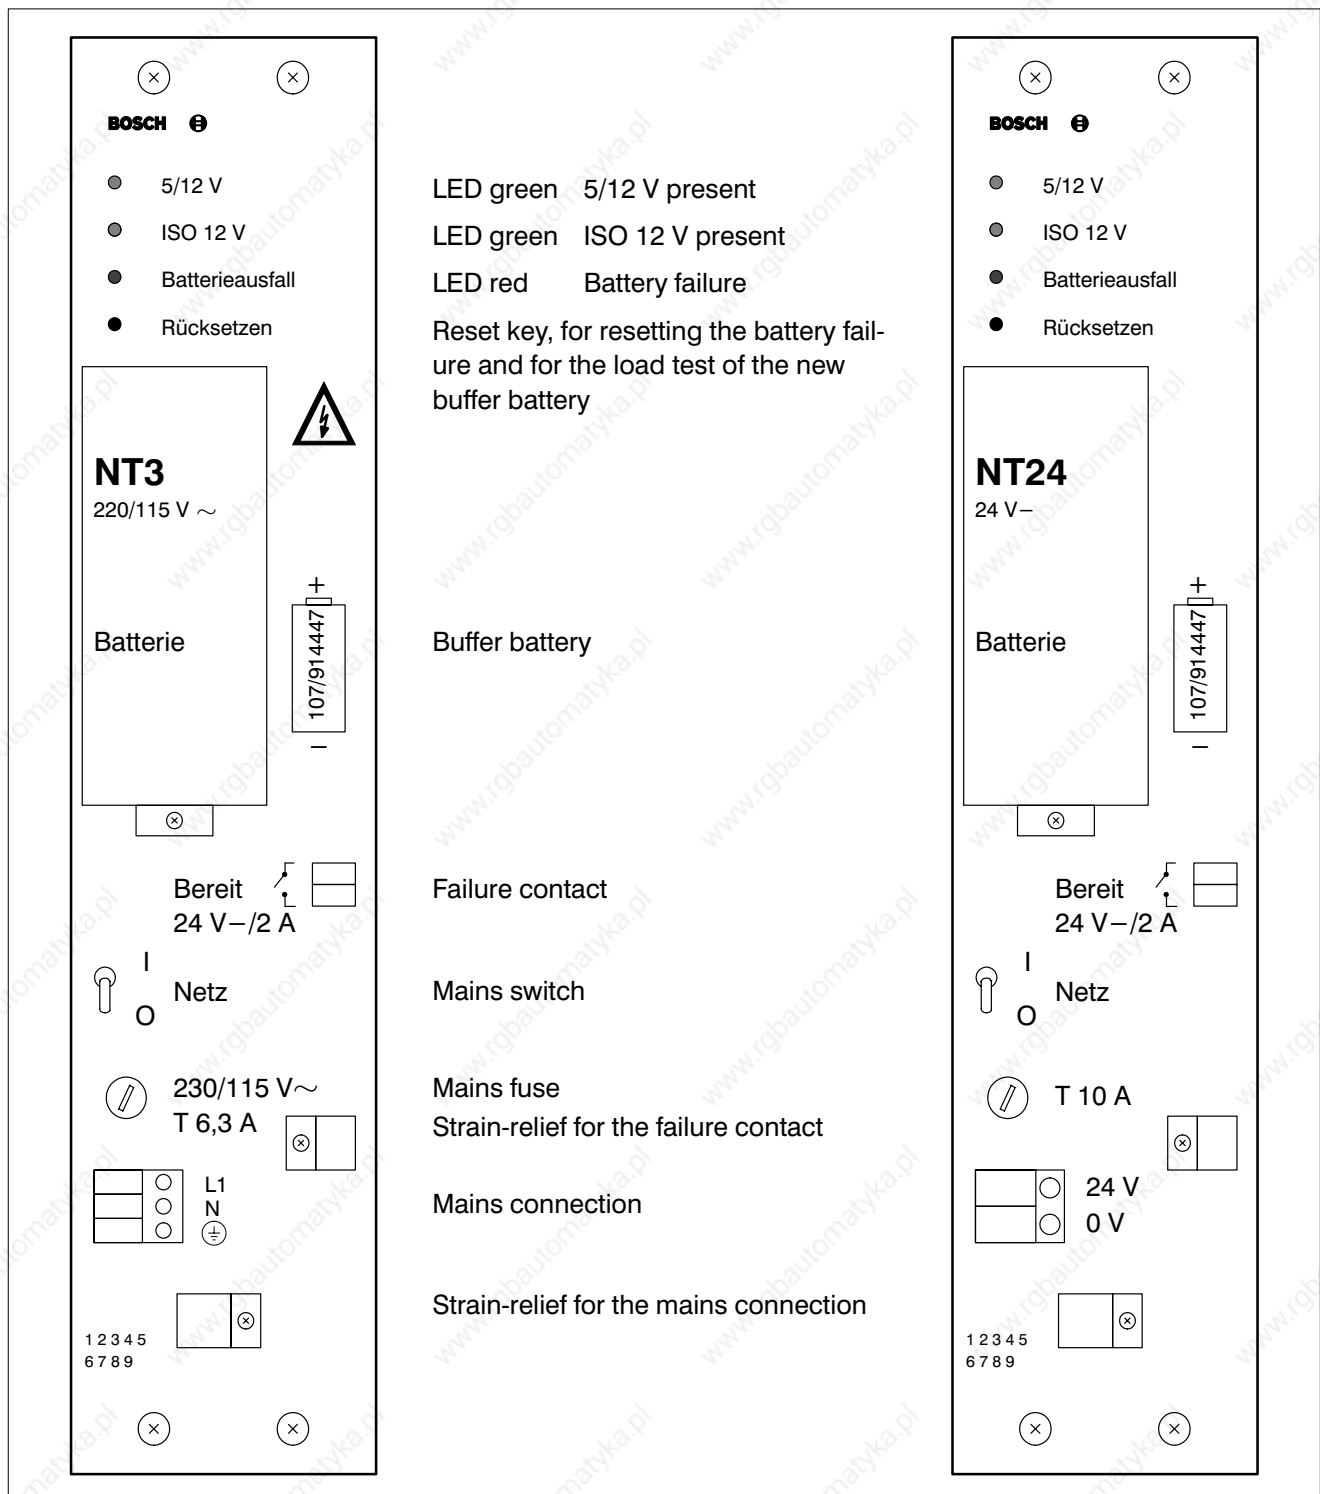 BOSCH
5/12 V
ISO 12 V
Batterieausfall
Rücksetzen
NT3
220/115 V ~
Batterie
+
107/914447
−
Bereit
24 V−/2 A
I
Netz
O
230/115 V~
T 6,3 A
L1
N
1 2 3 4 5
6 7 8 9
LED green 5/12 V present
LED green ISO 12 V present
LED red Battery failure
Reset key, for resetting the battery fail-
ure and for the load test of the new
buffer battery
Buffer battery
Failure contact
Mains switch
Mains fuse
Strain-relief for the failure contact
Mains connection
Strain-relief for the mains connection
BOSCH
5/12 V
ISO 12 V
Batterieausfall
Rücksetzen
NT24
24 V−
Batterie
+
107/914447
−
Bereit
24 V−/2 A
I
Netz
O
T 10 A
24 V
0 V
1 2 3 4 5
6 7 8 9
www.rgbautomatyka.pl